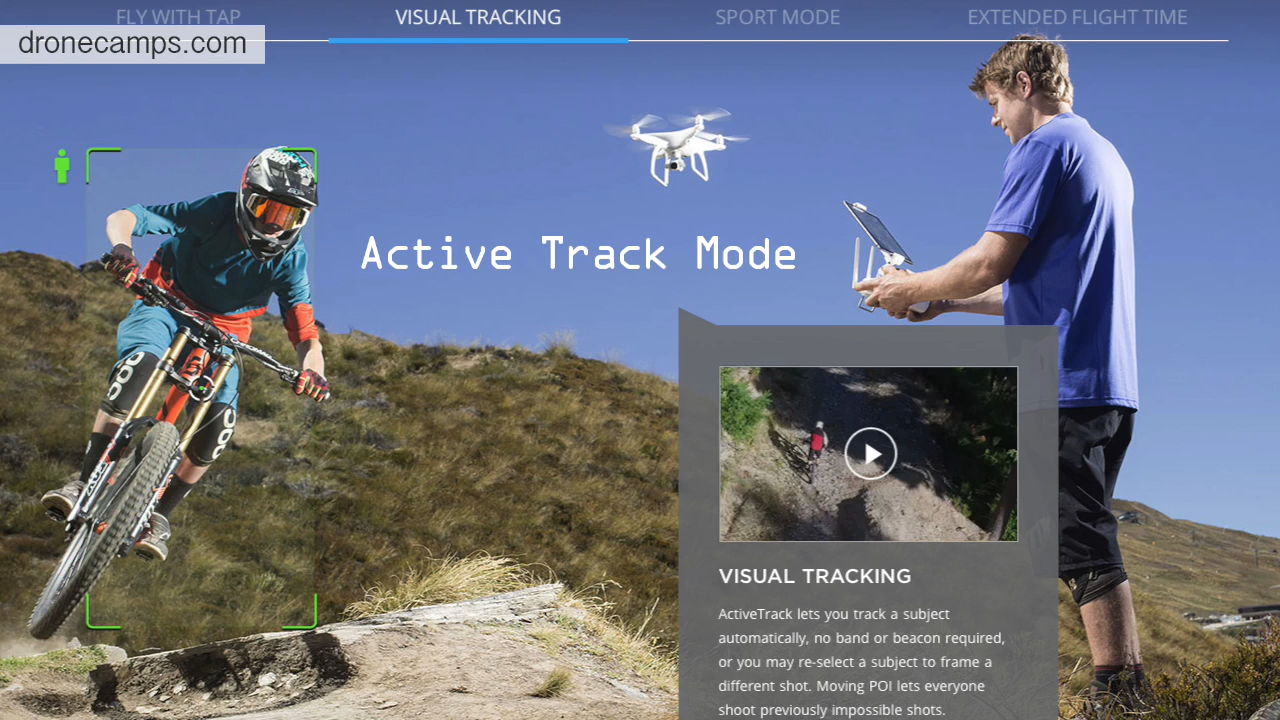 FLY WITH TAP
VISUAL TRACKING
SPORT MODE
EXTENDED FLIGHT TIME
dronecamps.com
Active Track Mode
VISUAL TRACKING
ActiveTrack lets you track a subject
automatically, no band or beacon required,
or you may re-select a subject to frame a
different shot. Moving POI lets everyone
shoot previously impossible shots.